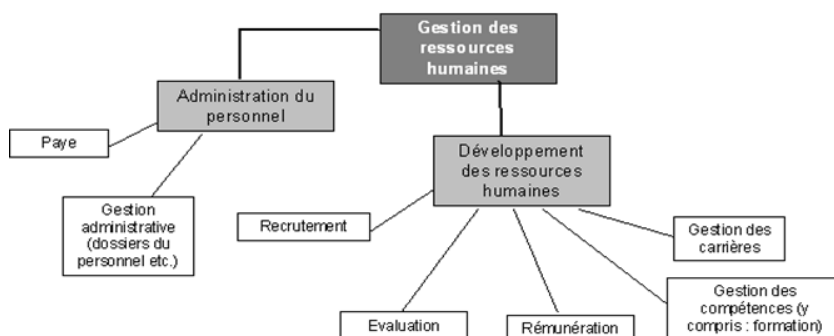 Gestion des
ressources
humaines
Administration du
personnel
Paye
Gestion
administrative
(dossiers du
personnel etc.)
Développement
des ressources
humaines
Recrutement
Evaluation
Rémunération
Gestion des
carrières
Gestion des
compétences (y
compris : formation)